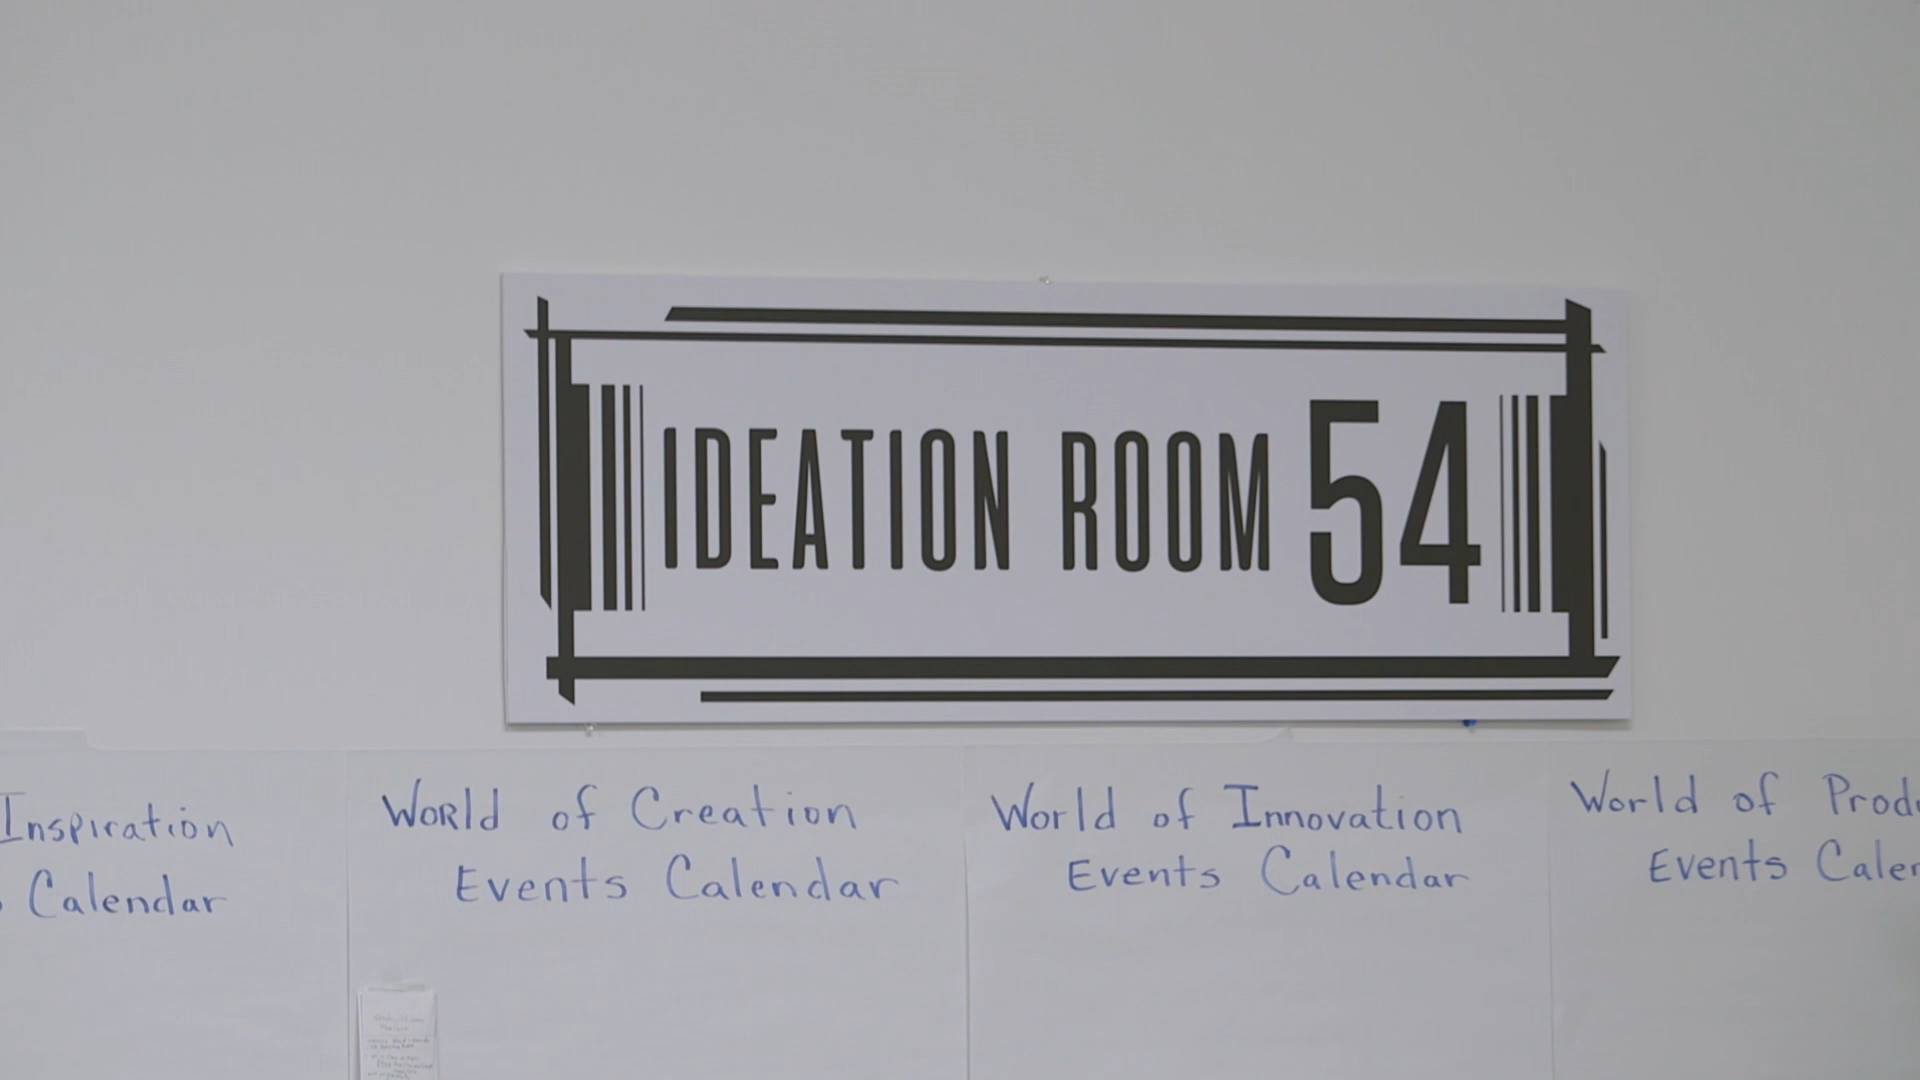 IDEATION ROOM 54
Inspiration
Calendar
WORLD of Creation
Events Calendar
World of Innovation
Events Calendar
World of
Events